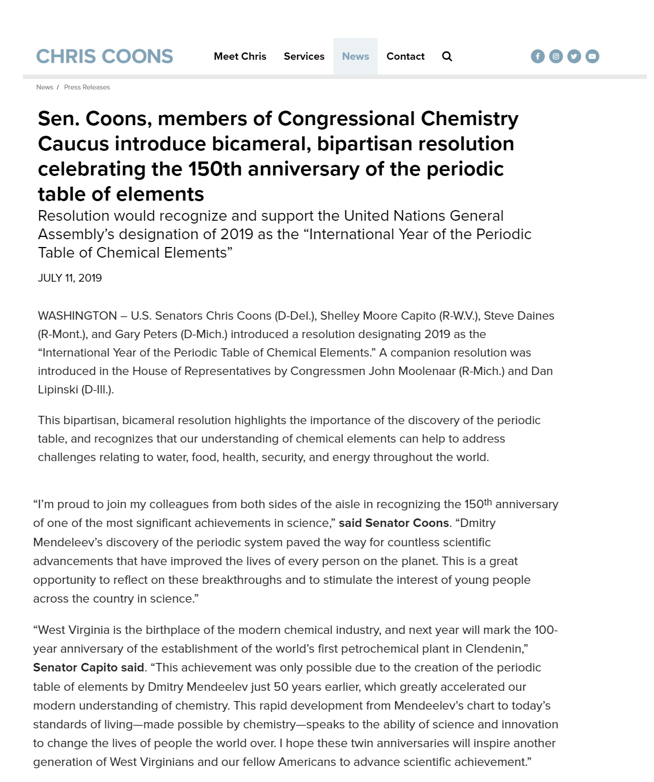 CHRIS COONS
Meet Chris Services News Contact
News / Press Releases
Sen. Coons, members of Congressional Chemistry
Caucus introduce bicameral, bipartisan resolution
celebrating the 150th anniversary of the periodic
table of elements
Resolution would recognize and support the United Nations General
Assembly’s designation of 2019 as the “International Year of the Periodic
Table of Chemical Elements”
JULY 11, 2019
WASHINGTON – U.S. Senators Chris Coons (D-Del.), Shelley Moore Capito (R-W.V.), Steve Daines
(R-Mont.), and Gary Peters (D-Mich.) introduced a resolution designating 2019 as the
“International Year of the Periodic Table of Chemical Elements.” A companion resolution was
introduced in the House of Representatives by Congressmen John Moolenaar (R-Mich.) and Dan
Lipinski (D-Ill.).
This bipartisan, bicameral resolution highlights the importance of the discovery of the periodic
table, and recognizes that our understanding of chemical elements can help to address
challenges relating to water, food, health, security, and energy throughout the world.
“I’m proud to join my colleagues from both sides of the aisle in recognizing the 150th anniversary
of one of the most significant achievements in science,” said Senator Coons. “Dmitry
Mendeleev’s discovery of the periodic system paved the way for countless scientific
advancements that have improved the lives of every person on the planet. This is a great
opportunity to reflect on these breakthroughs and to stimulate the interest of young people
across the country in science.”
“West Virginia is the birthplace of the modern chemical industry, and next year will mark the 100-
year anniversary of the establishment of the world’s first petrochemical plant in Clendenin,”
Senator Capito said. “This achievement was only possible due to the creation of the periodic
table of elements by Dmitry Mendeelev just 50 years earlier, which greatly accelerated our
modern understanding of chemistry. This rapid development from Mendeelev’s chart to today’s
standards of living—made possible by chemistry—speaks to the ability of science and innovation
to change the lives of people the world over. I hope these twin anniversaries will inspire another
generation of West Virginians and our fellow Americans to advance scientific achievement.”